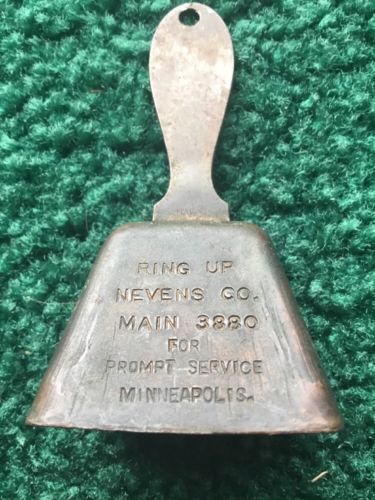 RING UP
NEVENS CO.
MAIN 3880
FOR
PROMPT SERVICE
MINNEAPOLIS.